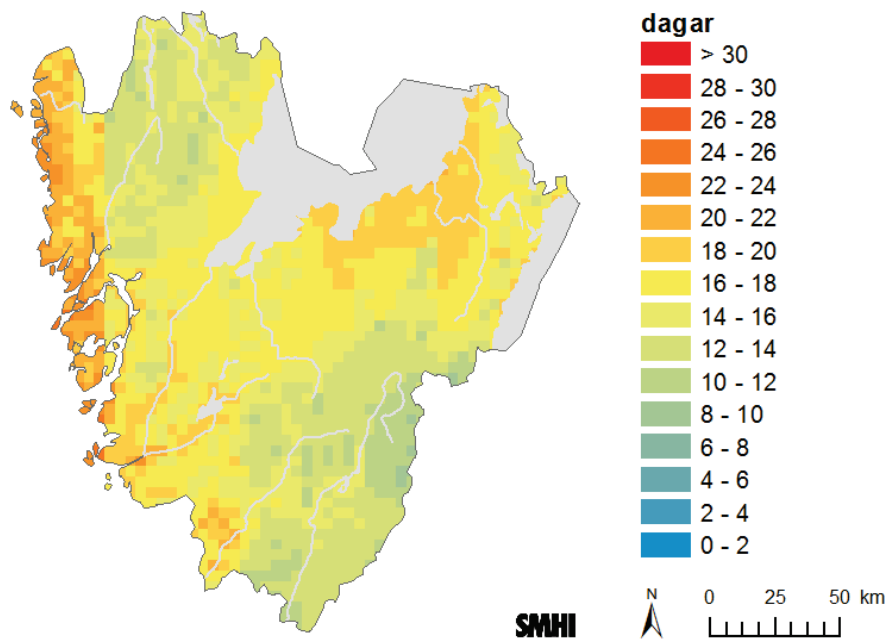 dagar
> 30
28 - 30
26 - 28
24 - 26
22 - 24
20 - 22
18 - 20
16 - 18
14 - 16
12 - 14
10 - 12
8 - 10
6 - 8
4 - 6
2 - 4
0 - 2
N
0 25 50 km
SMHI